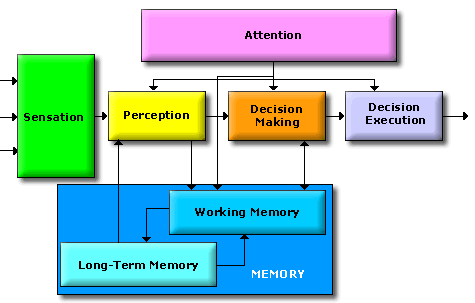 Attention
Sensation
Perception
Decision
Making
Decision
Execution
Working Memory
Long-Term Memory
MEMORY